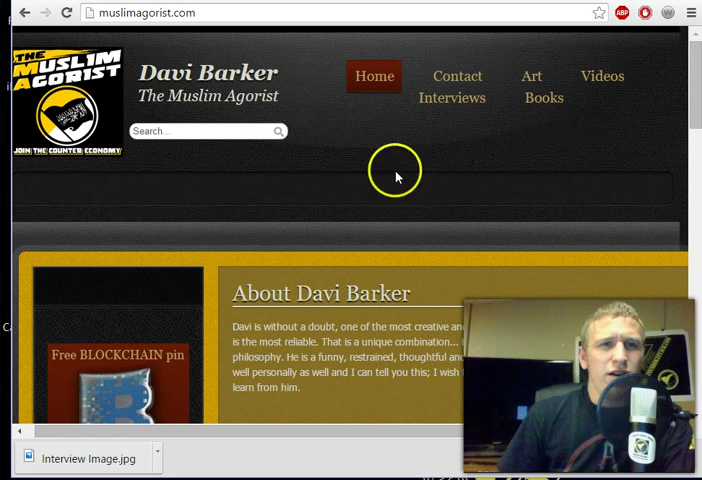 muslimagorist.com
ABP
THE
MUSLIM
AGORIST
JOIN THE COUNTER ECONOMY
Davi Barker
The Muslim Agorist
Search...
Home
Contact
Art
Videos
Interviews
Books
About Davi Barker
Davi is without a doubt, one of the most creative an
is the most reliable. That is a unique combination...
philosophy. He is a funny, restrained, thoughtful and
well personally as well and I can tell you this; I wish
learn from him.
Free BLOCKCHAIN pin
Interview Image.jpg